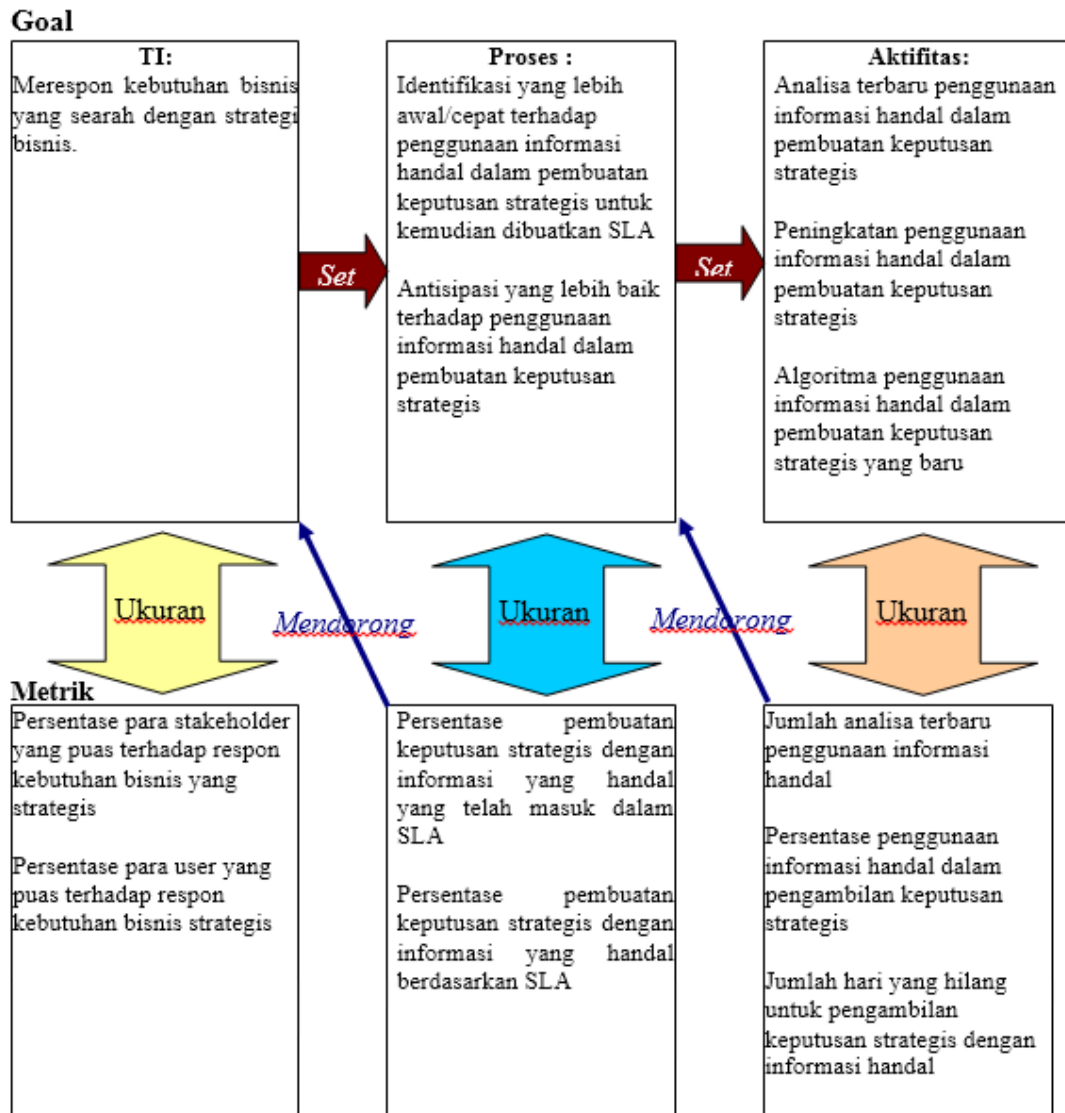 Goal
TI:
Merespon kebutuhan bisnis
yang searah dengan strategi
bisnis.
Set
Proses :
Identifikasi yang lebih
awal/cepat terhadap
penggunaan informasi
handal dalam pembuatan
keputusan strategis untuk
kemudian dibuatkan SLA
Antisipasi yang lebih baik
terhadap penggunaan
informasi handal dalam
pembuatan keputusan
strategis
Set
Aktifitas:
Analisa terbaru penggunaan
informasi handal dalam
pembuatan keputusan
strategis
Peningkatan penggunaan
informasi handal dalam
pembuatan keputusan
strategis
Algoritma penggunaan
informasi handal dalam
pembuatan keputusan
strategis yang baru
Ukuran
Mendorong
Ukuran
Mendorong
Ukuran
Metrik
Persentase para stakeholder
yang puas terhadap respon
kebutuhan bisnis yang
strategis
Persentase para user yang
puas terhadap respon
kebutuhan bisnis strategis
Persentase pembuatan
keputusan strategis dengan
informasi yang handal
yang telah masuk dalam
SLA
Persentase pembuatan
keputusan strategis dengan
informasi yang handal
berdasarkan SLA
Jumlah analisa terbaru
penggunaan informasi
handal
Persentase penggunaan
informasi handal dalam
pengambilan keputusan
strategis
Jumlah hari yang hilang
untuk pengambilan
keputusan strategis dengan
informasi handal